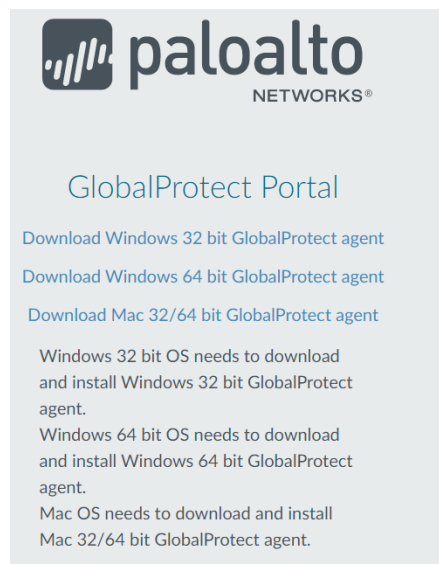 paloalto
NETWORKS®
GlobalProtect Portal
Download Windows 32 bit GlobalProtect agent
Download Windows 64 bit GlobalProtect agent
Download Mac 32/64 bit GlobalProtect agent
Windows 32 bit OS needs to download
and install Windows 32 bit GlobalProtect
agent.
Windows 64 bit OS needs to download
and install Windows 64 bit GlobalProtect
agent.
Mac OS needs to download and install
Mac 32/64 bit GlobalProtect agent.